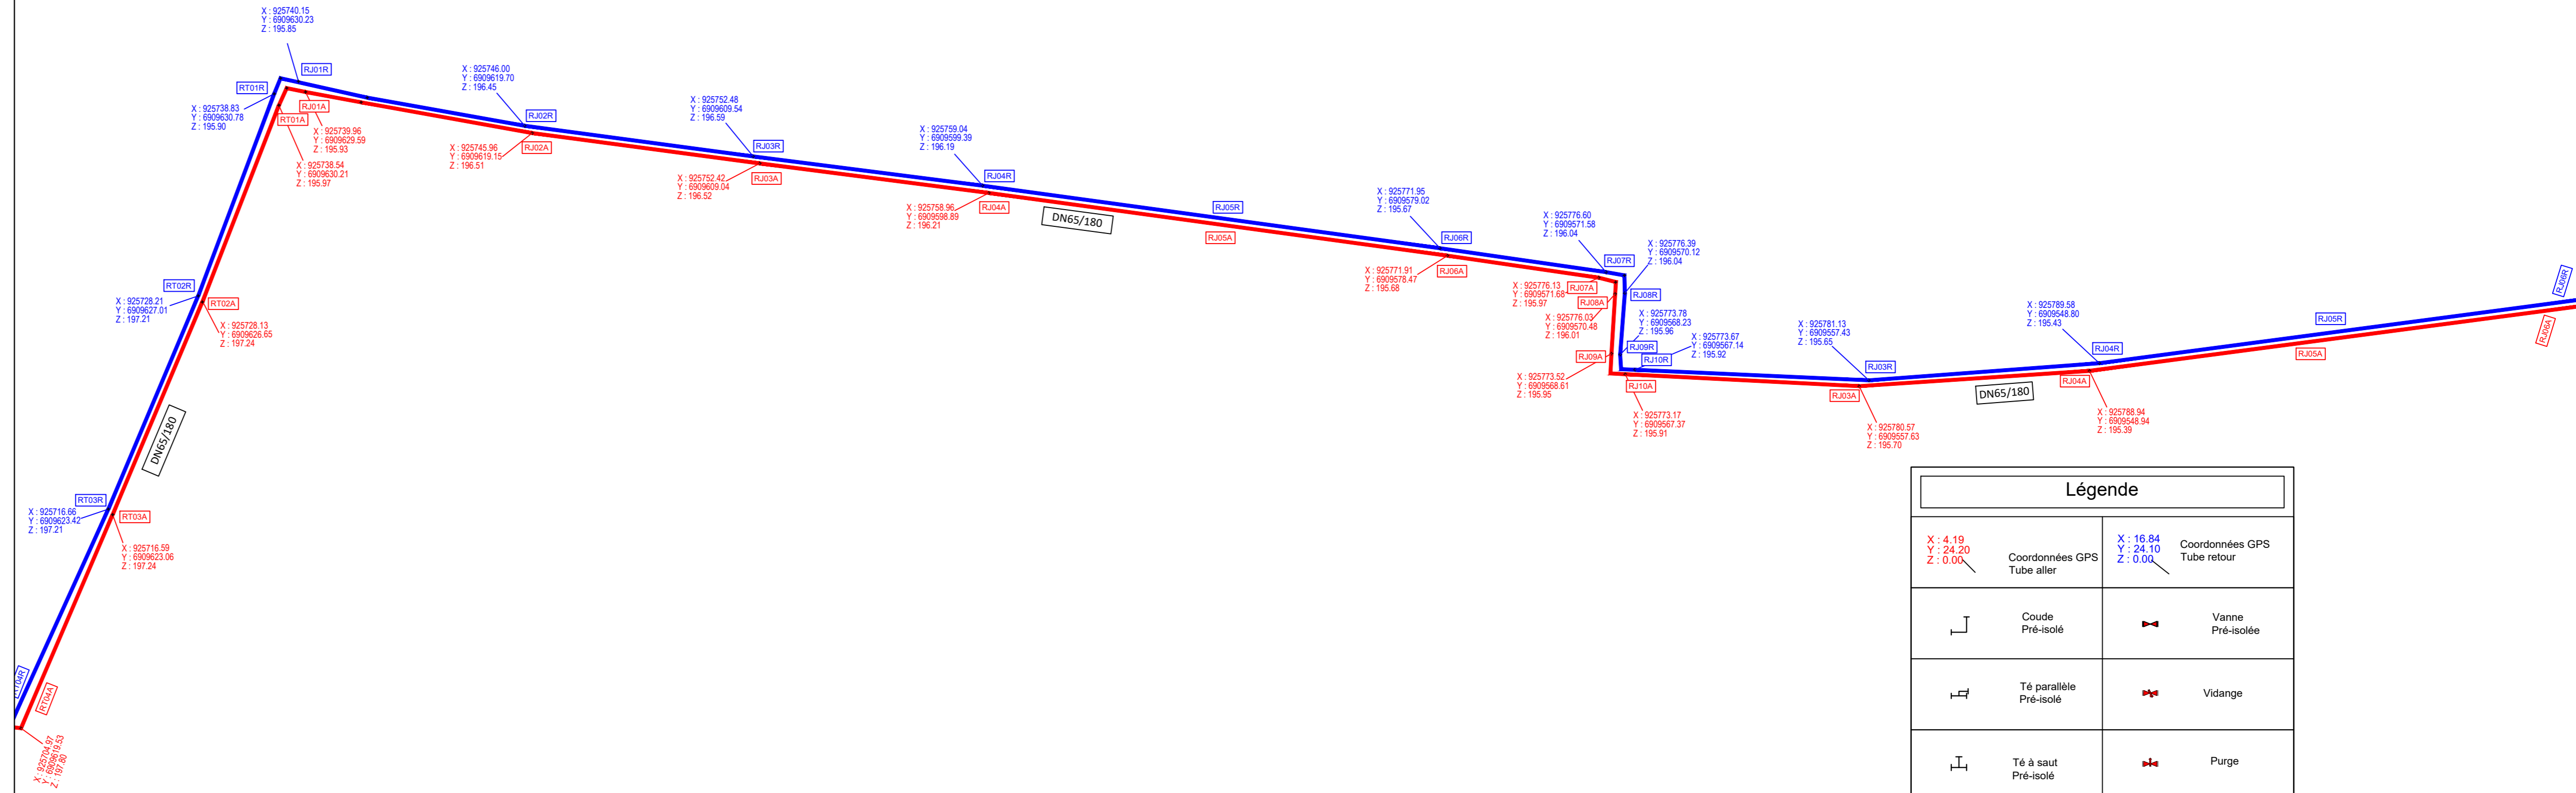 X : 925740.15
Y : 6909630.23
Z : 195.85
RJ01R
RT01R
X : 925738.83
Y : 6909630.78
Z : 195.90
RJ01A
RT01A
X : 925739.96
Y : 6909629.59
Z : 195.93
X : 925738.54
Y : 6909630.21
Z : 195.97
X : 925746.00
Y : 6909619.70
Z : 196.45
RJ02R
X : 925745.96
Y : 6909619.15
Z : 196.51
RJ02A
X : 925752.48
Y : 6909609.54
Z : 196.59
RJ03R
X : 925752.42
Y : 6909609.04
Z : 196.52
RJ03A
X : 925759.04
Y : 6909599.39
Z : 196.19
RJ04R
X : 925758.96
Y : 6909598.89
Z : 196.21
RJ04A
DN65/180
RJ05R
RJ05A
X : 925771.95
Y : 6909579.02
Z : 195.67
RJ06R
X : 925771.91
Y : 6909578.47
Z : 195.68
RJ06A
X : 925776.60
Y : 6909571.58
Z : 196.04
RJ07R
X : 925776.39
Y : 6909570.12
Z : 196.04
RJ07A
X : 925776.13
Y : 6909571.68
Z : 195.97
RJ08A
RJ08R
X : 925776.03
Y : 6909570.48
Z : 196.01
X : 925773.78
Y : 6909568.23
Z : 195.96
RJ09R
RJ09A
X : 925773.67
Y : 6909567.14
Z : 195.92
RJ10R
X : 925773.52
Y : 6909568.61
Z : 195.95
RJ10A
X : 925773.17
Y : 6909567.37
Z : 195.91
X : 925781.13
Y : 6909557.43
Z : 195.65
RJ03R
RJ03A
X : 925780.57
Y : 6909557.63
Z : 195.70
DN65/180
X : 925789.58
Y : 6909548.80
Z : 195.43
RJ04R
RJ04A
X : 925788.94
Y : 6909548.94
Z : 195.39
RJ05R
RJ05A
RJ06R
RJ06A
RT02R
X : 925728.21
Y : 6909627.01
Z : 197.21
RT02A
X : 925728.13
Y : 6909626.65
Z : 197.24
DN65/180
RT03R
X : 925716.66
Y : 6909623.42
Z : 197.21
RT03A
X : 925716.59
Y : 6909623.06
Z : 197.24
RT04R
RT04A
X : 925704.97
Y : 6909619.53
Z : 197.80
Légende
X : 4.19
Y : 24.20
Z : 0.00
Coordonnées GPS
Tube aller
X : 16.84
Y : 24.10
Z : 0.00
Coordonnées GPS
Tube retour
Coude
Pré-isolé
Vanne
Pré-isolée
Té parallèle
Pré-isolé
Vidange
Té à saut
Pré-isolé
Purge